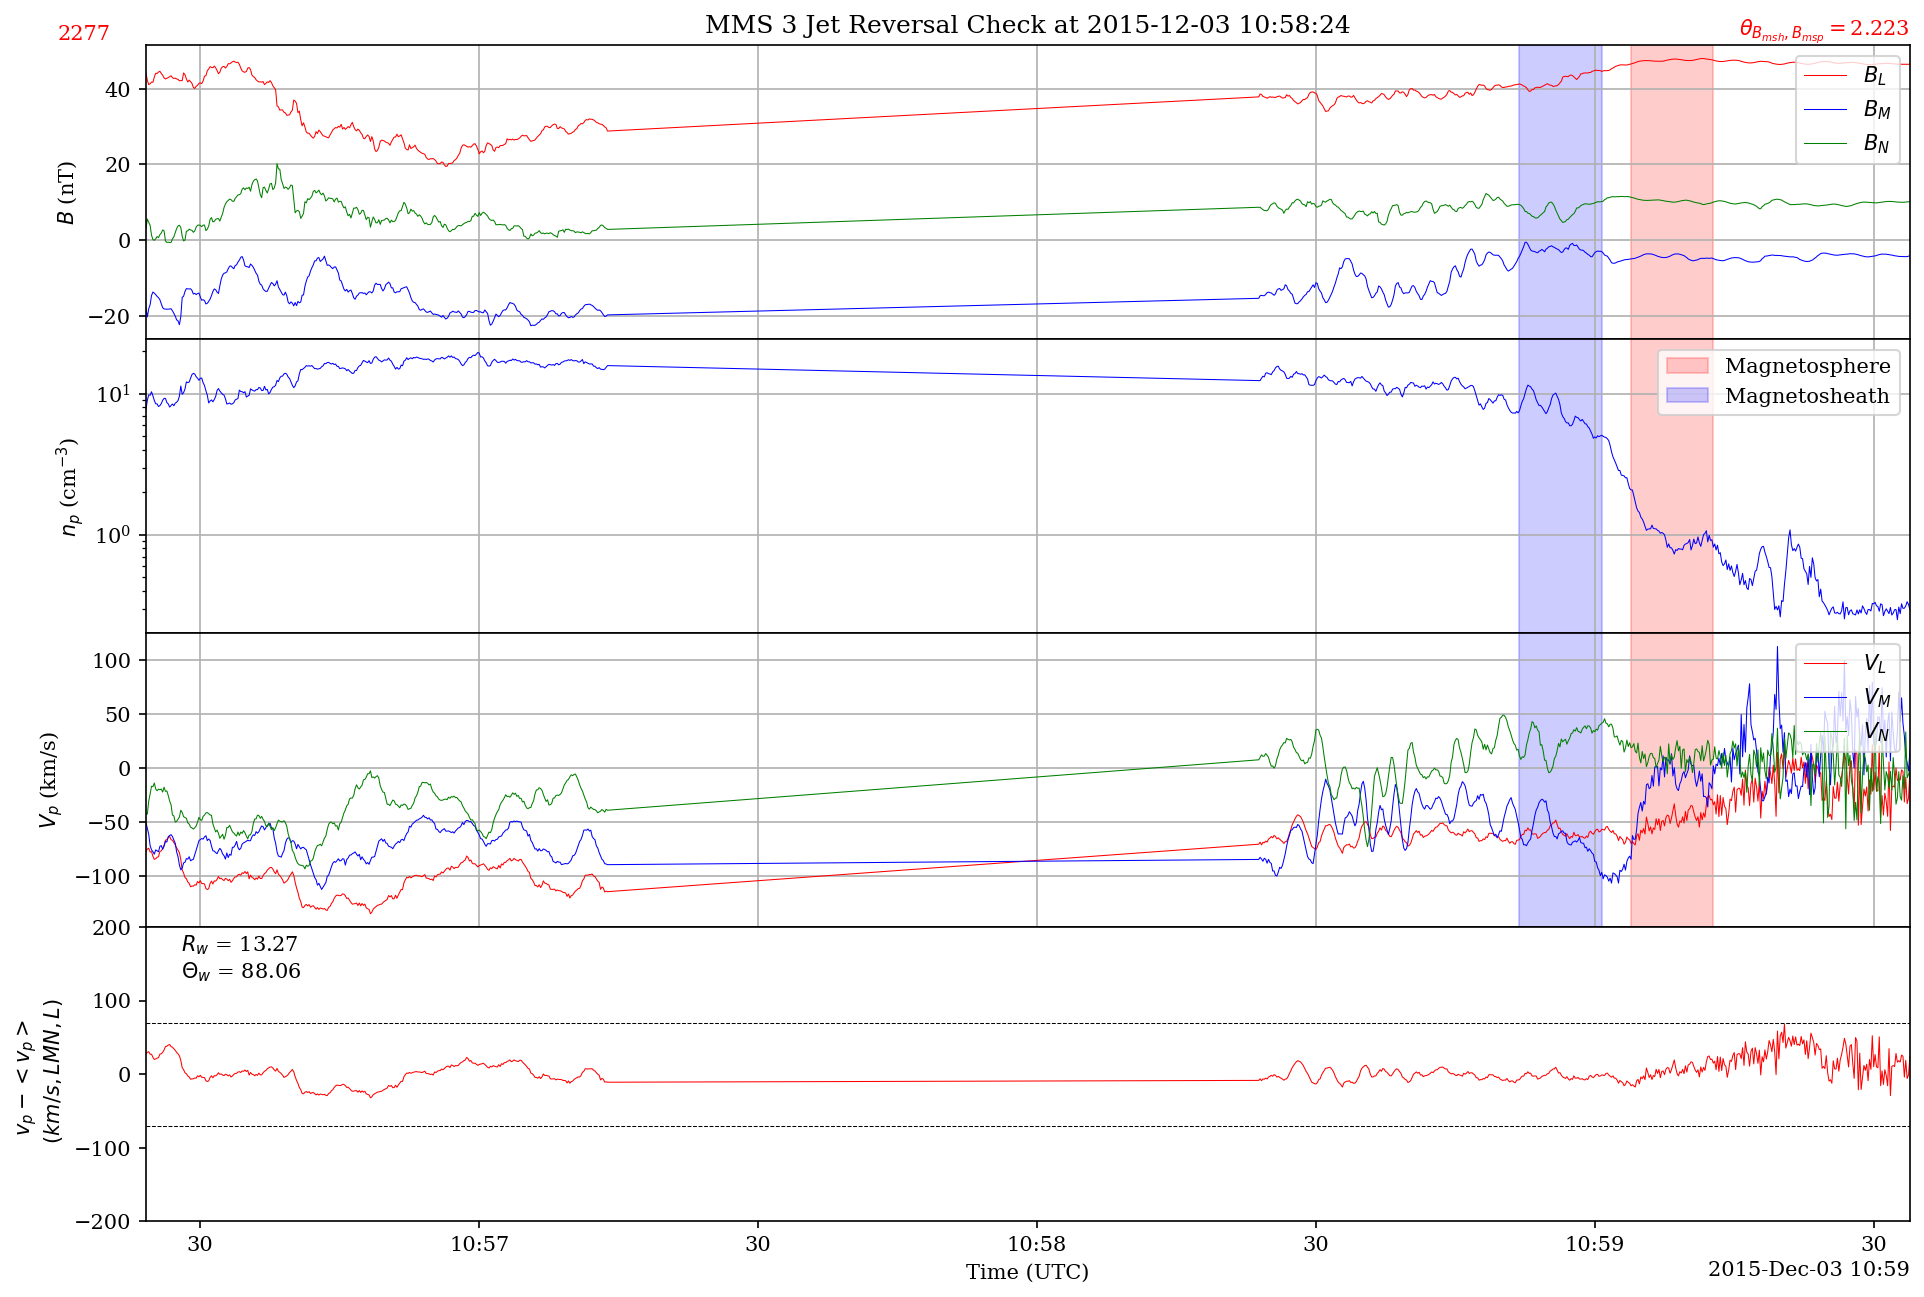 MMS 3 Jet Reversal Check at 2015-12-03 10:58:24
2277
θ_{B_{msh}, B_{msp}} = 2.223
40
20
0
−20
B (nT)
B_L
B_M
B_N
10^1
10^0
n_p (cm^{−3})
Magnetosphere
Magnetosheath
100
50
0
−50
−100
V_p (km/s)
V_L
V_M
V_N
200
100
0
−100
−200
v_p − <v_p>
(km/s, LMN, L)
R_w = 13.27
Θ_w = 88.06
30 10:57 30 10:58 30 10:59 30
Time (UTC)
2015-Dec-03 10:59